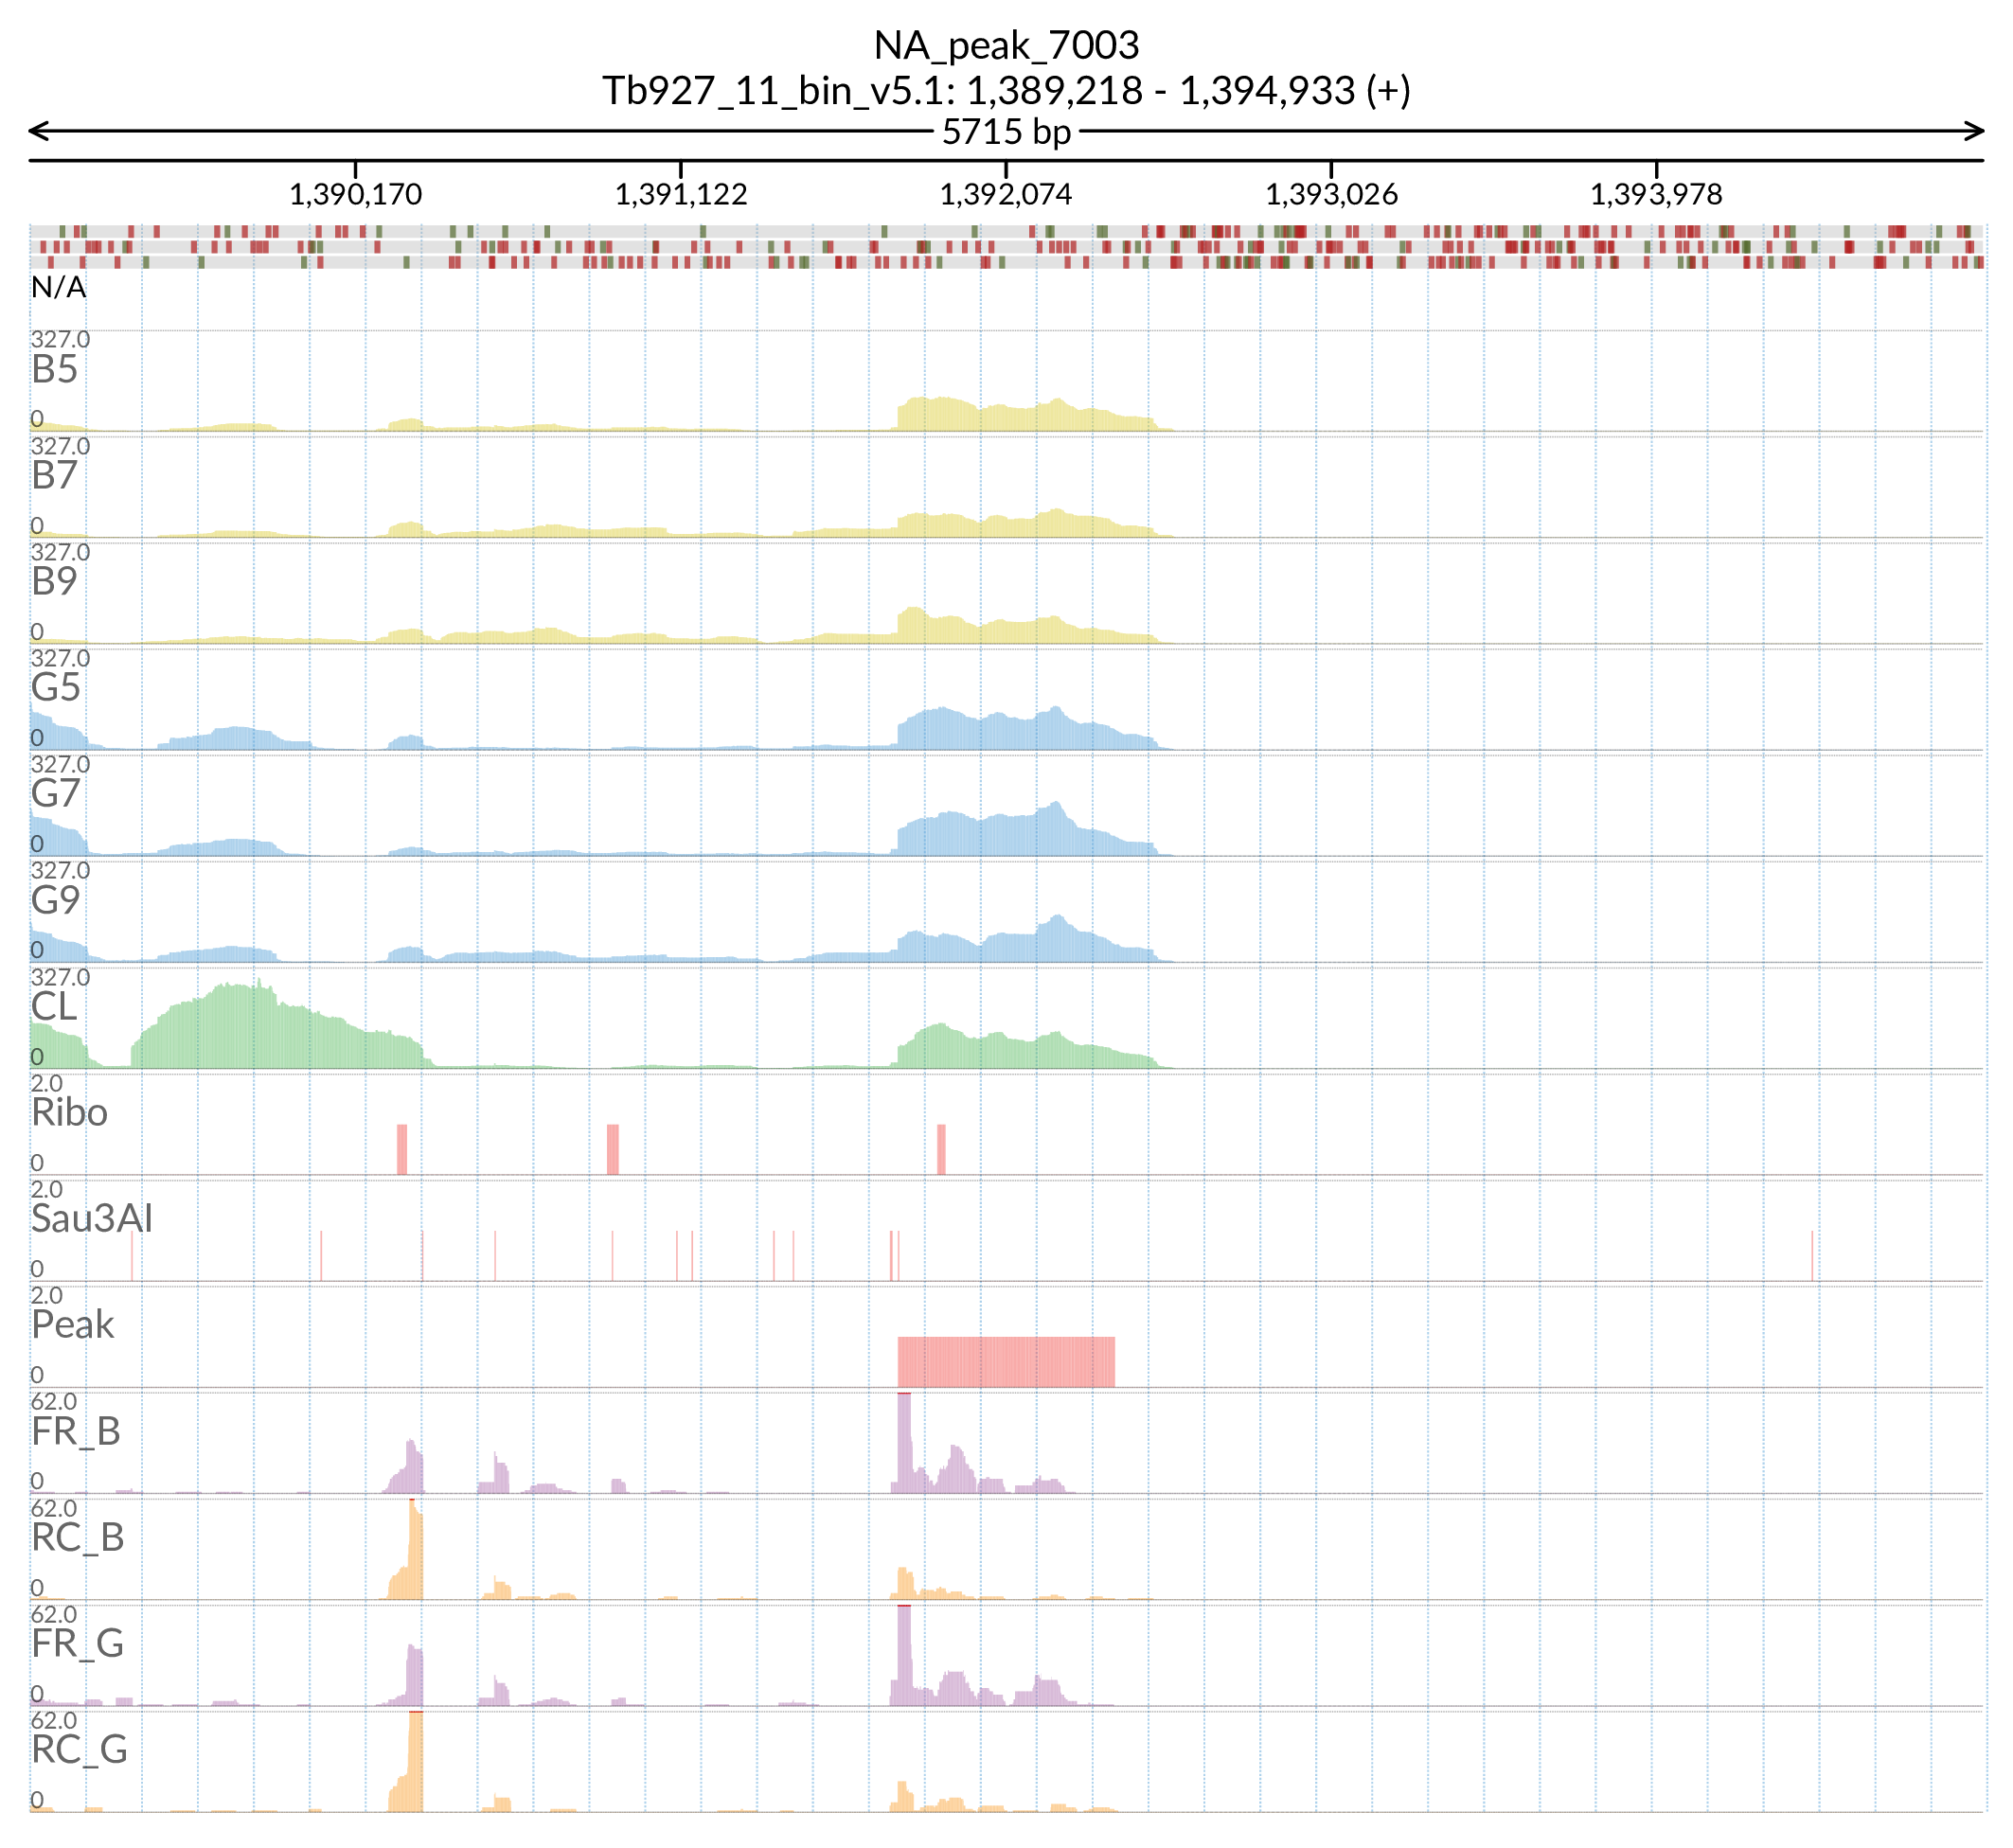 NA_peak_7003
Tb927_11_bin_v5.1: 1,389,218 - 1,394,933 (+)
5715 bp
1,390,170 1,391,122 1,392,074 1,393,026 1,393,978
N/A
327.0
B5
0
327.0
B7
0
327.0
B9
0
327.0
G5
0
327.0
G7
0
327.0
G9
0
327.0
CL
0
2.0
Ribo
0
2.0
Sau3AI
0
2.0
Peak
0
62.0
FR_B
0
62.0
RC_B
0
62.0
FR_G
0
62.0
RC_G
0